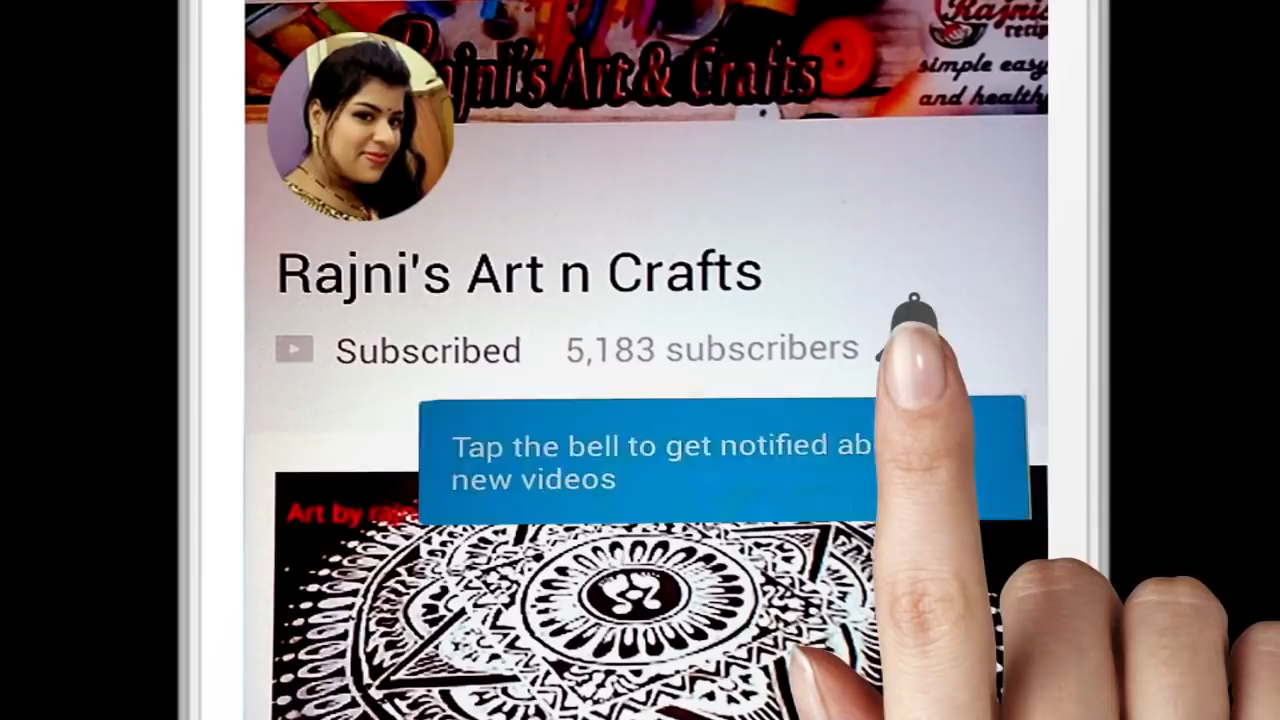 Rajni's
Rajni's Art & Crafts
simple easy
and healthy
Rajni's Art n Crafts
Subscribed 5,183 subscribers
Tap the bell to get notified
new videos
Art by